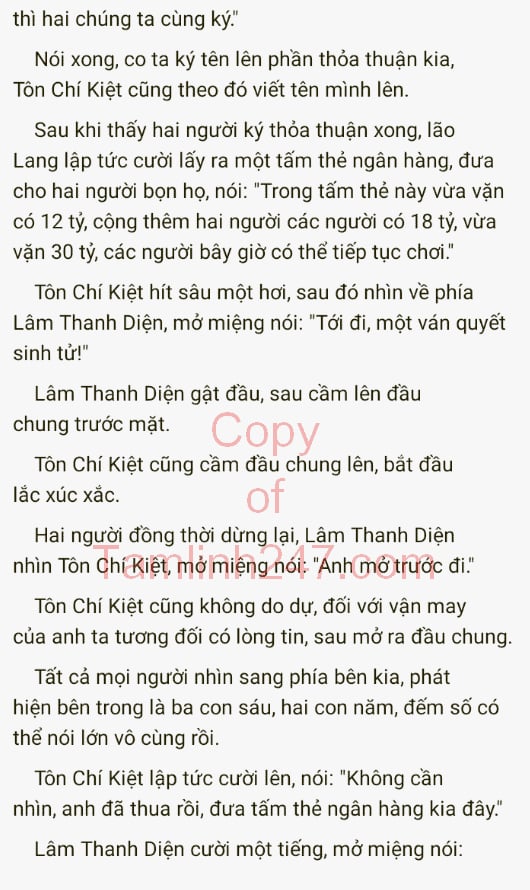 thì hai chúng ta cùng ký."
Nói xong, co ta ký tên lên phần thỏa thuận kia,
Tôn Chí Kiệt cũng theo đó viết tên mình lên.
Sau khi thấy hai người ký thỏa thuận xong, lão
Lang lập tức cười lấy ra một tấm thẻ ngân hàng, đưa
cho hai người bọn họ, nói: "Trong tấm thẻ này vừa vặn
có 12 tỷ, cộng thêm hai người các người có 18 tỷ, vừa
vặn 30 tỷ, các người bây giờ có thể tiếp tục chơi."
Tôn Chí Kiệt hít sâu một hơi, sau đó nhìn về phía
Lâm Thanh Diện, mở miệng nói: "Tới đi, một ván quyết
sinh tử!"
Lâm Thanh Diện gật đầu, sau cầm lên đầu
chung trước mặt.
Copy
Tôn Chí Kiệt cũng cầm đầu chung lên, bắt đầu
lắc xúc xắc.
of
Hai người đồng thời dừng lại, Lâm Thanh Diện
nhìn Tôn Chí Kiệt, mở miệng nói: "Anh mở trước đi."
Tamlinh247.com
Tôn Chí Kiệt cũng không do dự, đối với vận may
của anh ta tương đối có lòng tin, sau mở ra đầu chung.
Tất cả mọi người nhìn sang phía bên kia, phát
hiện bên trong là ba con sáu, hai con năm, đếm số có
thể nói lớn vô cùng rồi.
Tôn Chí Kiệt lập tức cười lên, nói: "Không cần
nhìn, anh đã thua rồi, đưa tấm thẻ ngân hàng kia đây."
Lâm Thanh Diện cười một tiếng, mở miệng nói: